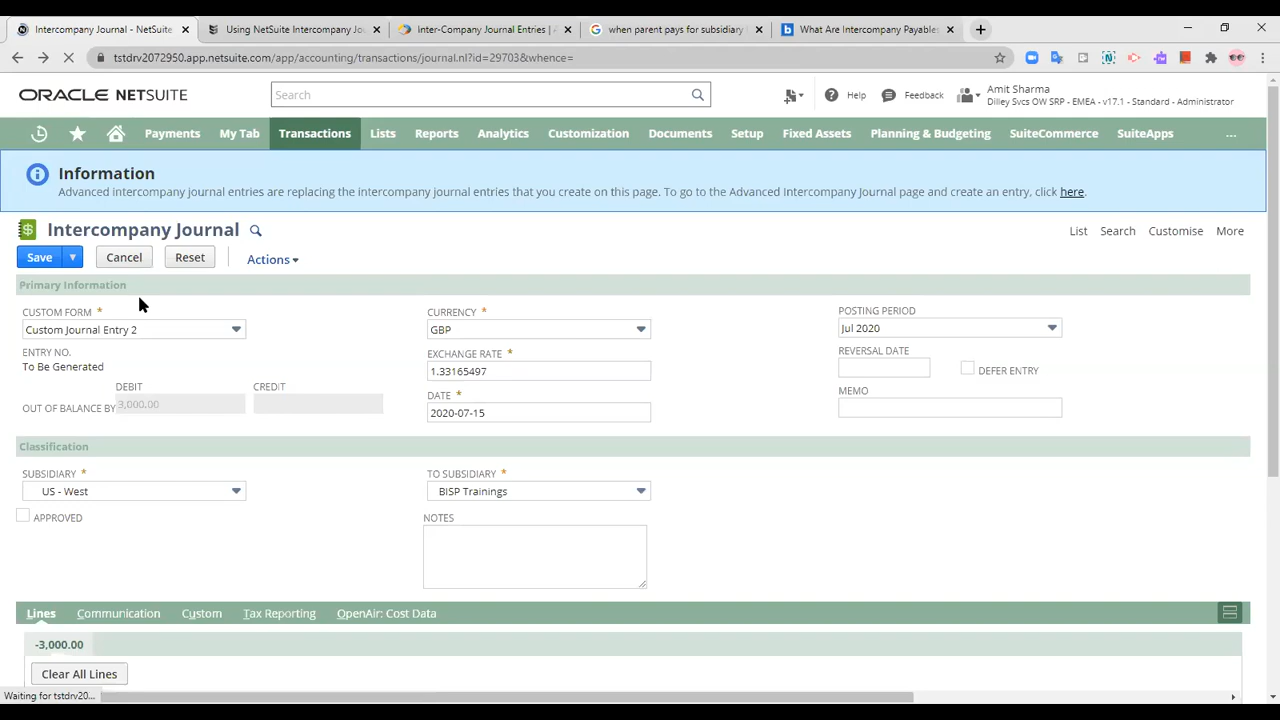 Intercompany Journal - NetSuite
Using NetSuite Intercompany Jo
Inter-Company Journal Entries |
when parent pays for subsidiary
What Are Intercompany Payables
tstdrv2072950.app.netsuite.com/app/accounting/transactions/journal.nl?id=29703&whence=
ORACLE NETSUITE
Search
Help
Feedback
Amit Sharma
Dilley Svcs OW SRP - EMEA - v17.1 - Standard - Administrator
Payments
My Tab
Transactions
Lists
Reports
Analytics
Customization
Documents
Setup
Fixed Assets
Planning & Budgeting
SuiteCommerce
SuiteApps
...
Information
Advanced intercompany journal entries are replacing the intercompany journal entries that you create on this page. To go to the Advanced Intercompany Journal page and create an entry, click here.
Intercompany Journal
List
Search
Customise
More
Save
Cancel
Reset
Actions
Primary Information
CUSTOM FORM *
Custom Journal Entry 2
ENTRY NO.
To Be Generated
DEBIT
CREDIT
OUT OF BALANCE BY
3,000.00
CURRENCY *
GBP
EXCHANGE RATE *
1.33165497
DATE *
2020-07-15
POSTING PERIOD
Jul 2020
REVERSAL DATE
DEFER ENTRY
MEMO
Classification
SUBSIDIARY *
US - West
APPROVED
TO SUBSIDIARY *
BISP Trainings
NOTES
Lines
Communication
Custom
Tax Reporting
OpenAir: Cost Data
-3,000.00
Clear All Lines
Waiting for tstdrv20...